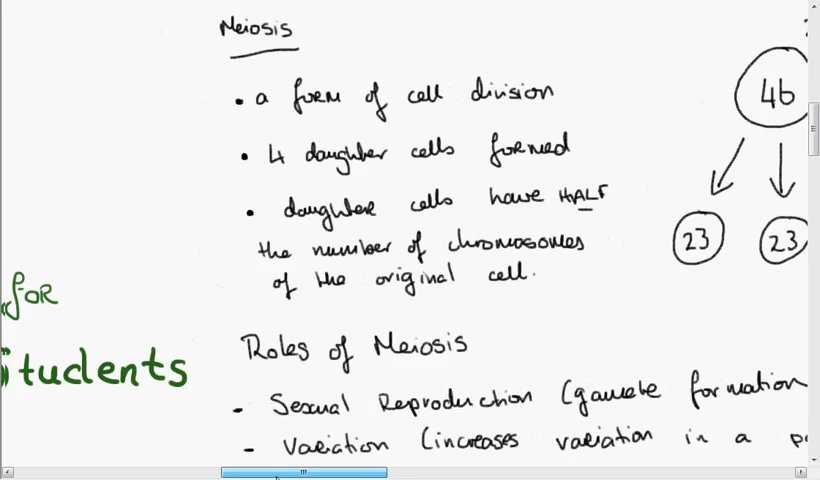 Meiosis
• a form of cell division
46
• 4 daughter cells formed
• daughter cells have HALF
the number of chromosomes
23 23
of the original cell.
for
Students
Roles of Meiosis
- Sexual Reproduction (gamete formation
- Variation (increases variation in a p